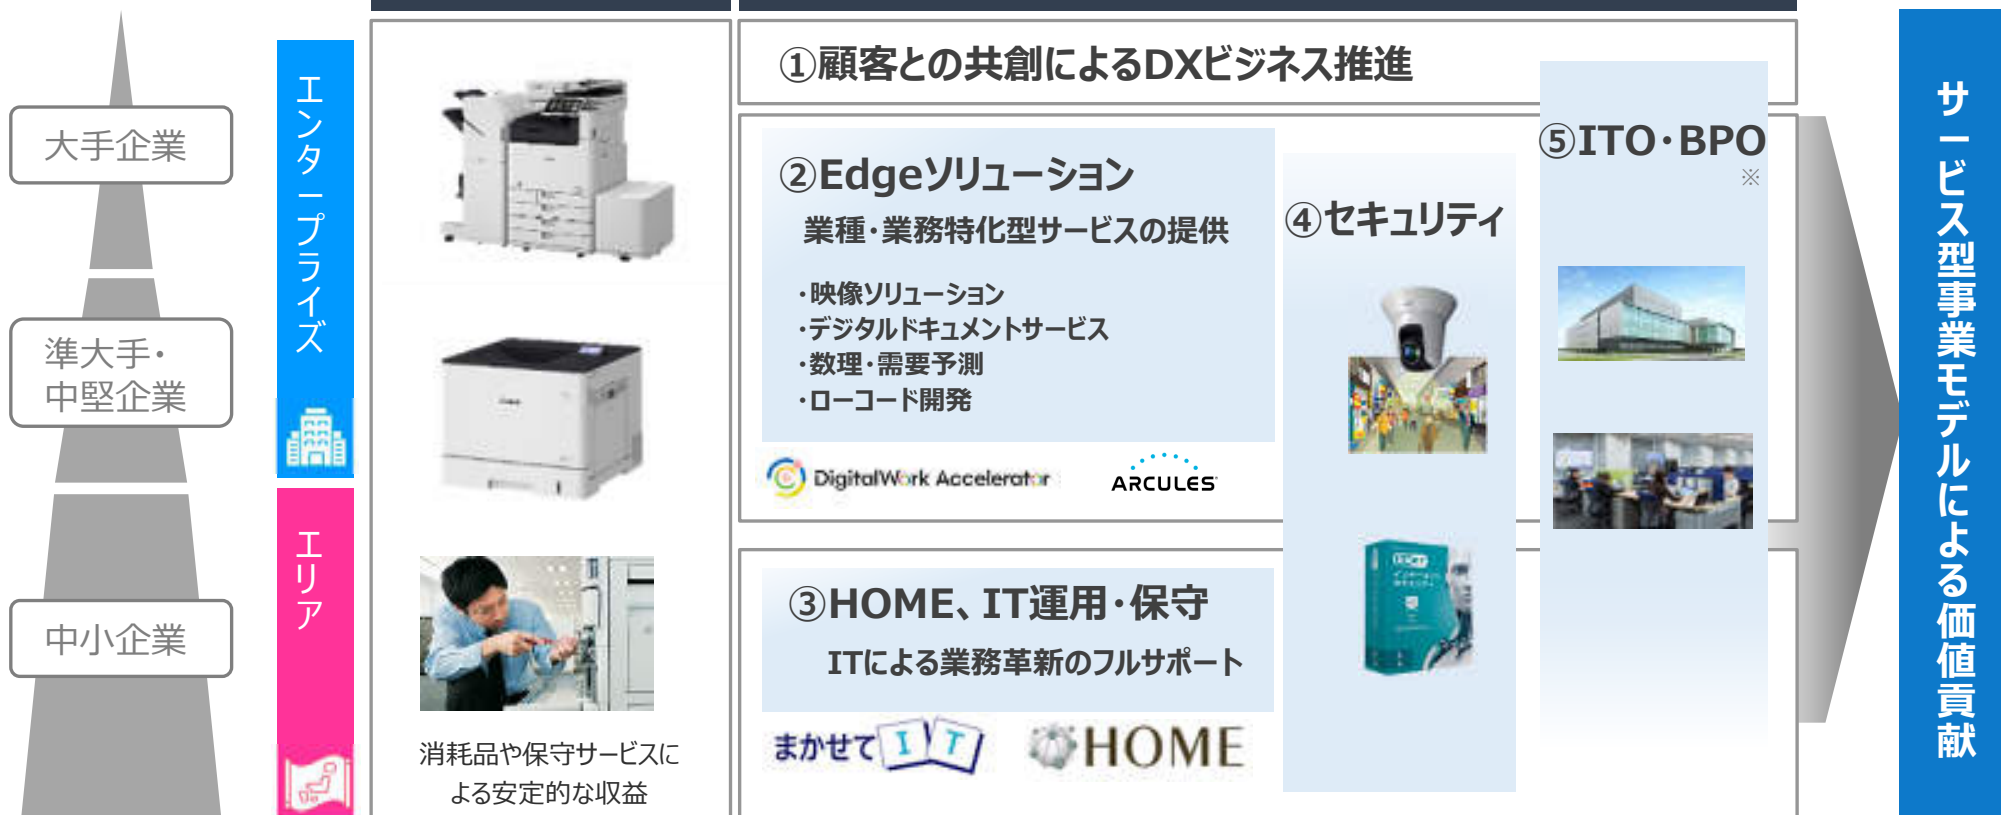 大手企業
準大手・
中堅企業
中小企業
エンタープライズ
エリア
消耗品や保守サービスに
よる安定的な収益
①顧客との共創によるDXビジネス推進
②Edgeソリューション
業種・業務特化型サービスの提供
・映像ソリューション
・デジタルドキュメントサービス
・数理・需要予測
・ローコード開発
DigitalWork Accelerator
ARCULES
③HOME、IT運用・保守
ITによる業務革新のフルサポート
まかせてIT
HOME
④セキュリティ
⑤ITO・BPO
※
サービス型事業モデルによる価値貢献